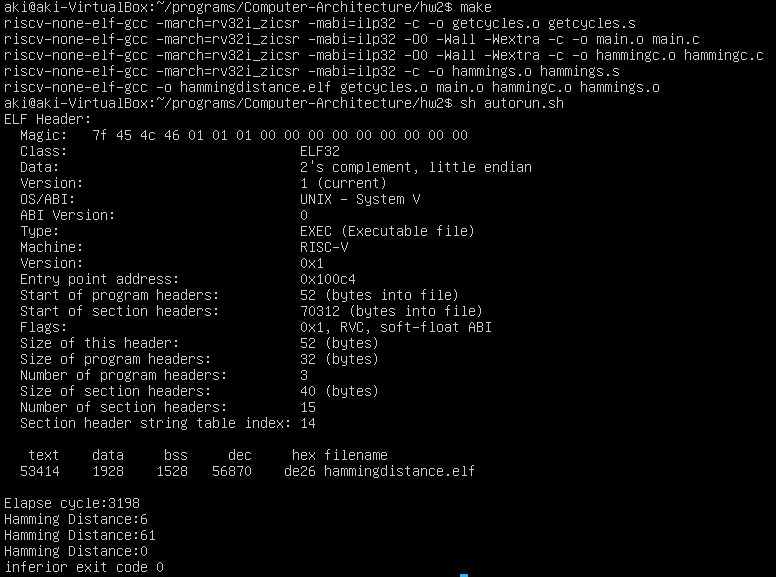 aki@aki-VirtualBox:~/programs/Computer-Architecture/hw2$ make
riscv-none-elf-gcc -march=rv32i_zicsr -mabi=ilp32 -c -o getcycles.o getcycles.s
riscv-none-elf-gcc -march=rv32i_zicsr -mabi=ilp32 -O0 -Wall -Wextra -c -o main.o main.c
riscv-none-elf-gcc -march=rv32i_zicsr -mabi=ilp32 -O0 -Wall -Wextra -c -o hammingc.o hammingc.c
riscv-none-elf-gcc -march=rv32i_zicsr -mabi=ilp32 -c -o hammings.o hammings.s
riscv-none-elf-gcc -o hammingdistance.elf getcycles.o main.o hammingc.o hammings.o
aki@aki-VirtualBox:~/programs/Computer-Architecture/hw2$ sh autorun.sh
ELF Header:
  Magic:   7f 45 4c 46 01 01 01 00 00 00 00 00 00 00 00 00
  Class:                             ELF32
  Data:                              2's complement, little endian
  Version:                           1 (current)
  OS/ABI:                            UNIX - System V
  ABI Version:                       0
  Type:                              EXEC (Executable file)
  Machine:                           RISC-V
  Version:                           0x1
  Entry point address:               0x100c4
  Start of program headers:          52 (bytes into file)
  Start of section headers:          70312 (bytes into file)
  Flags:                             0x1, RVC, soft-float ABI
  Size of this header:               52 (bytes)
  Size of program headers:           32 (bytes)
  Number of program headers:         3
  Size of section headers:           40 (bytes)
  Number of section headers:         15
  Section header string table index: 14
   text    data     bss     dec     hex filename
  53414    1928    1528   56870    de26 hammingdistance.elf
Elapse cycle:3198
Hamming Distance:6
Hamming Distance:61
Hamming Distance:0
inferior exit code 0